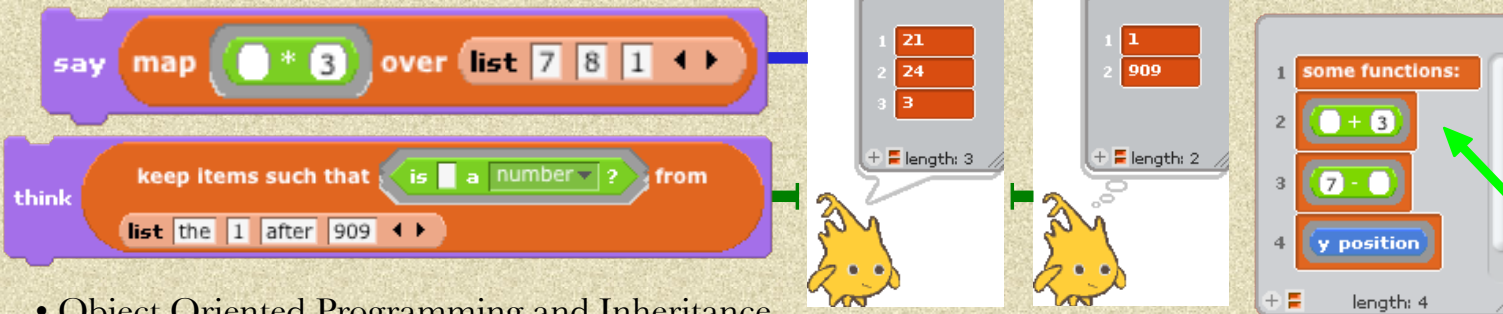 say map * 3 over list 7 8 1
think keep items such that is a number ? from
list the 1 after 909
• Object Oriented Programming and Inheritance
1 21
2 24
3 3
+ length: 3
1 1
2 909
+ length: 2
1 some functions:
2 + 3
3 7 -
4 y position
+ length: 4